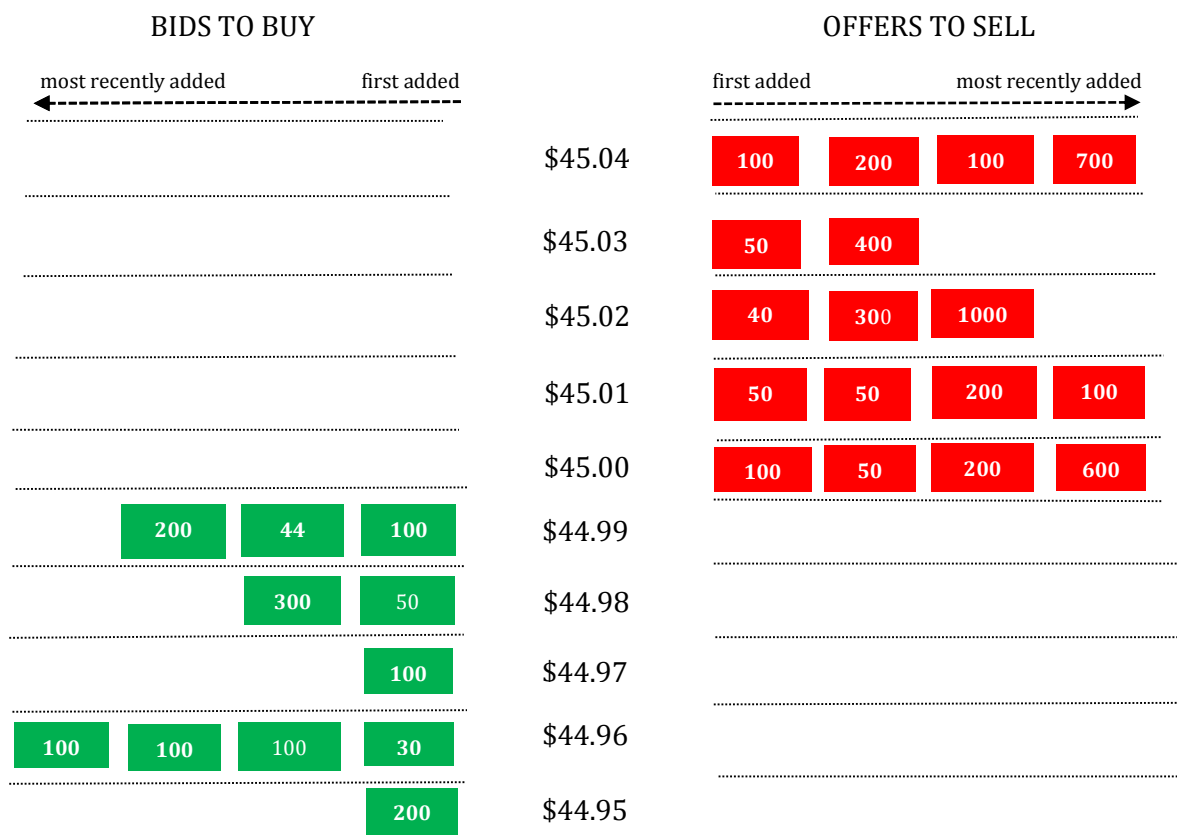 BIDS TO BUY OFFERS TO SELL
most recently added first added first added most recently added
$45.04 100 200 100 700
$45.03 50 400
$45.02 40 300 1000
$45.01 50 50 200 100
$45.00 100 50 200 600
200 44 100 $44.99
300 50 $44.98
100 $44.97
100 100 100 30 $44.96
200 $44.95